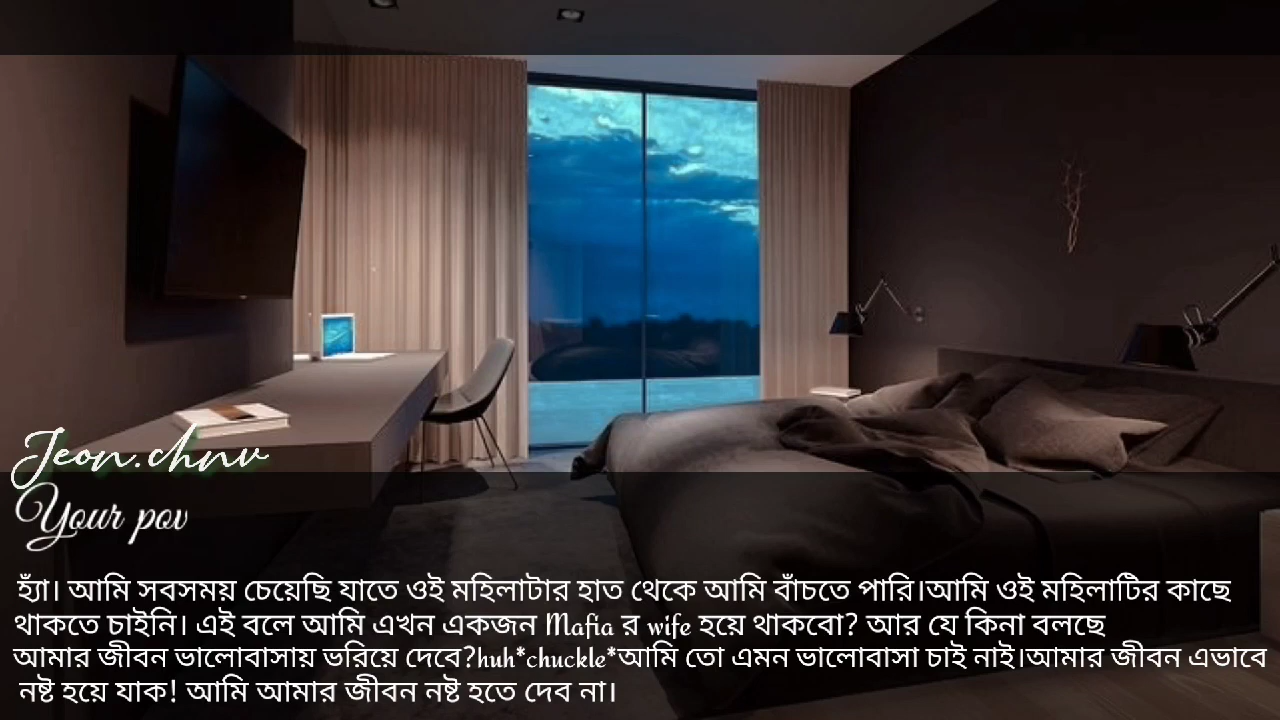 Jeon.chnv
Your pov
হ্যাঁ। আমি সবসময় চেয়েছি যাতে ওই মহিলাটার হাত থেকে আমি বাঁচতে পারি।আমি ওই মহিলাটির কাছে
থাকতে চাইনি। এই বলে আমি এখন একজন Mafia র wife হয়ে থাকবো? আর যে কিনা বলছে
আমার জীবন ভালোবাসায় ভরিয়ে দেবে?huh*chuckle*আমি তো এমন ভালোবাসা চাই নাই।আমার জীবন এভাবে
নষ্ট হয়ে যাক! আমি আমার জীবন নষ্ট হতে দেব না।